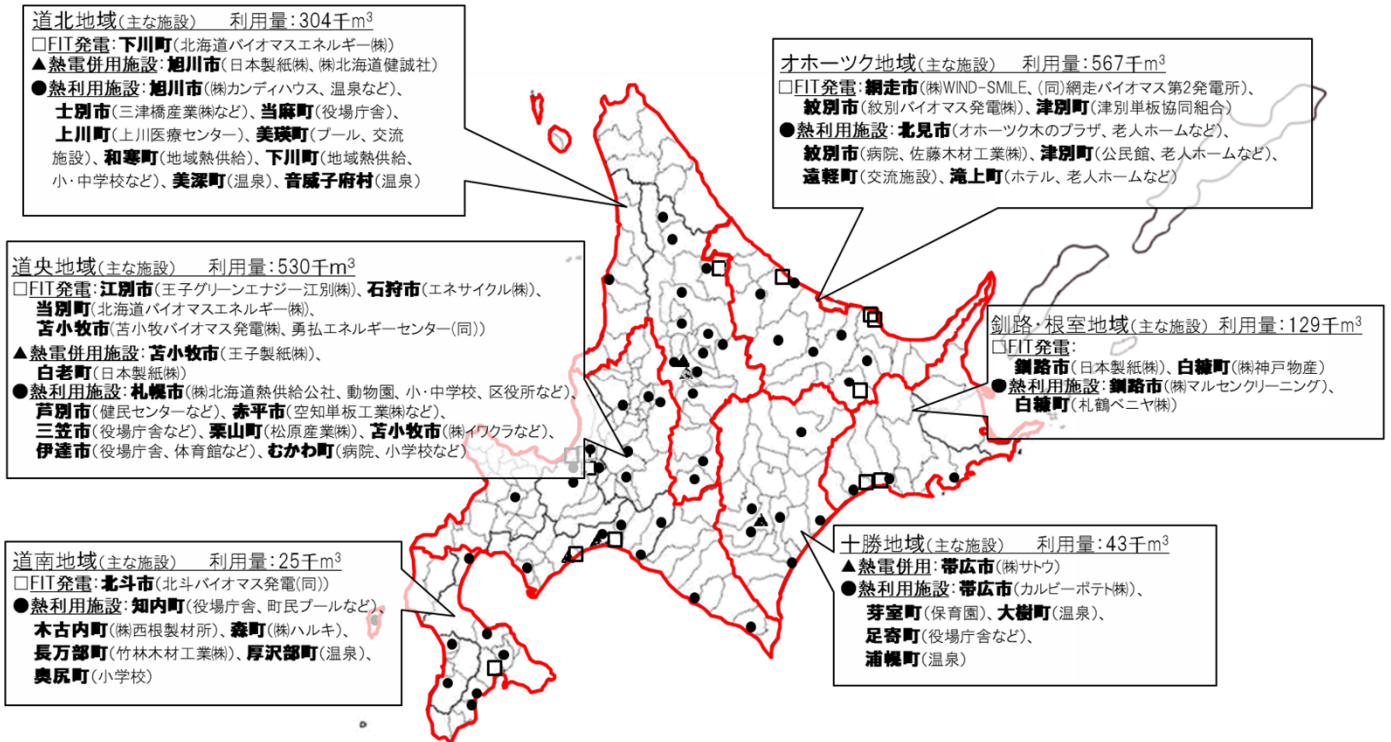 道北地域(主な施設) 利用量:304千m³
□FIT発電:下川町(北海道バイオマスエネルギー㈱)
▲熱電併用施設:旭川市(日本製紙㈱、㈱北海道健誠社)
●熱利用施設:旭川市(㈱カンディハウス、温泉など)、
士別市(三津橋産業㈱など)、当麻町(役場庁舎)、
上川町(上川医療センター)、美瑛町(プール、交流
施設)、和寒町(地域熱供給)、下川町(地域熱供給、
小・中学校など)、美深町(温泉)、音威子府村(温泉)
オホーツク地域(主な施設) 利用量:567千m³
□FIT発電:網走市(㈱WIND-SMILE、(同)網走バイオマス第2発電所)、
紋別市(紋別バイオマス発電㈱)、津別町(津別単板協同組合)
●熱利用施設:北見市(オホーツク木のプラザ、老人ホームなど)、
紋別市(病院、佐藤木材工業㈱)、津別町(公民館、老人ホームなど)、
遠軽町(交流施設)、滝上町(ホテル、老人ホームなど)
道央地域(主な施設) 利用量:530千m³
□FIT発電:江別市(王子グリーンエナジー江別㈱)、石狩市(エネサイクル㈱)、
当別町(北海道バイオマスエネルギー㈱)、
苫小牧市(苫小牧バイオマス発電㈱、勇払エネルギーセンター(同))
▲熱電併用施設:苫小牧市(王子製紙㈱)、
白老町(日本製紙㈱)
●熱利用施設:札幌市(㈱北海道熱供給公社、動物園、小・中学校、区役所など)、
芦別市(健民センターなど)、赤平市(空知単板工業㈱など)、
三笠市(役場庁舎など)、栗山町(松原産業㈱)、苫小牧市(㈱イワクラなど)、
伊達市(役場庁舎、体育館など)、むかわ町(病院、小学校など)
釧路・根室地域(主な施設) 利用量:129千m³
□FIT発電:
釧路市(日本製紙㈱)、白糠町(㈱神戸物産)
●熱利用施設:釧路市(㈱マルセンクリーニング)、
白糠町(札鶴ベニヤ㈱)
道南地域(主な施設) 利用量:25千m³
□FIT発電:北斗市(北斗バイオマス発電(同))
●熱利用施設:知内町(役場庁舎、町民プールなど)、
木古内町(㈱西根製材所)、森町(㈱ハルキ)、
長万部町(竹林木材工業㈱)、厚沢部町(温泉)、
奥尻町(小学校)
十勝地域(主な施設) 利用量:43千m³
▲熱電併用:帯広市(㈱サトウ)
●熱利用施設:帯広市(カルビーポテト㈱)、
芽室町(保育園)、大樹町(温泉)、
足寄町(役場庁舎など)、
浦幌町(温泉)